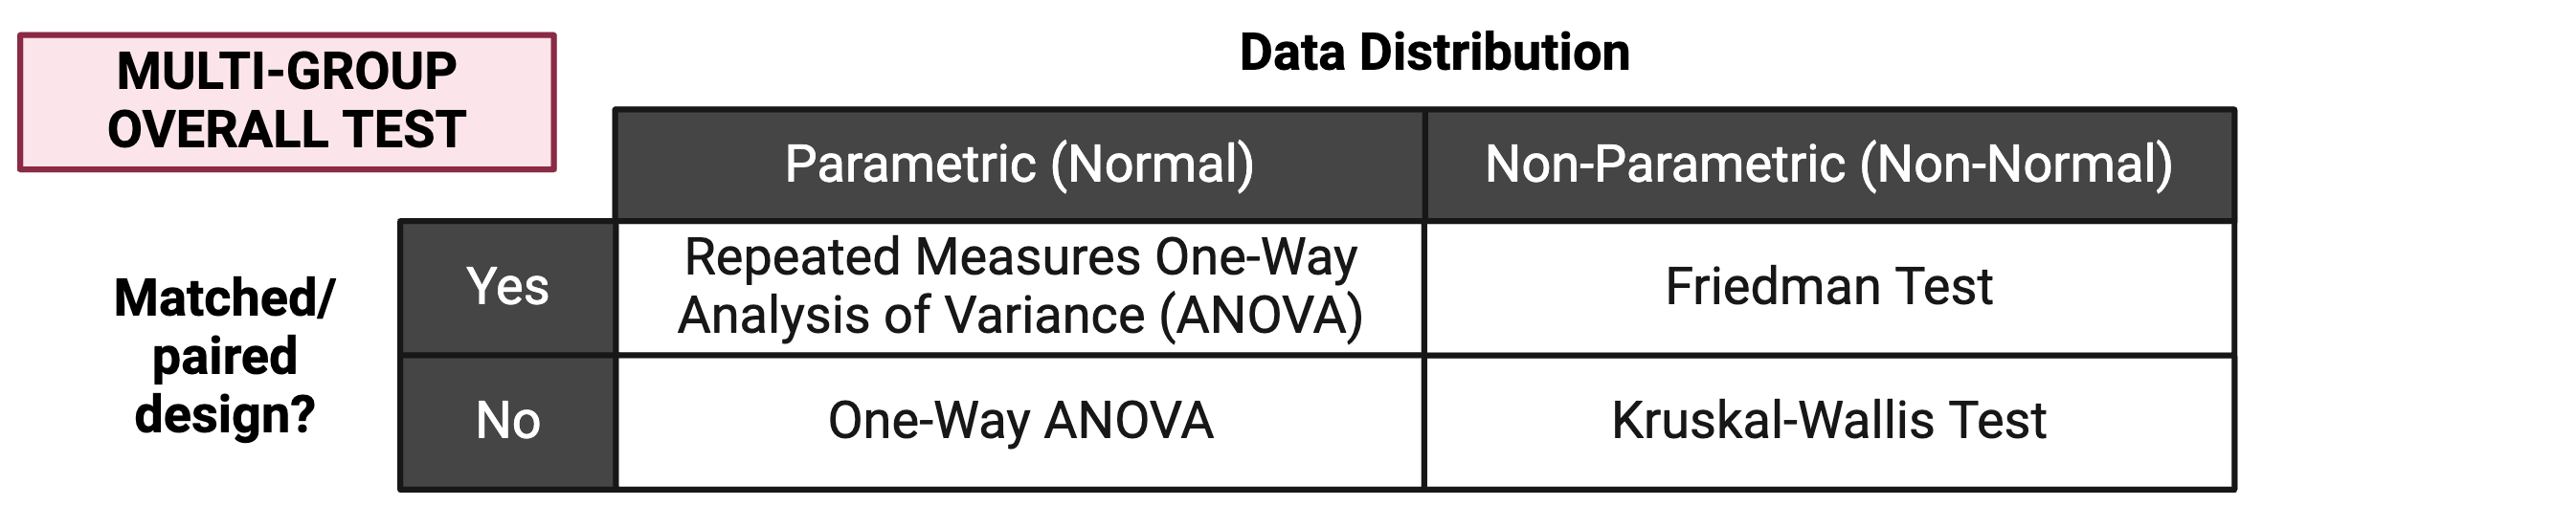 MULTI-GROUP
OVERALL TEST
Data Distribution
Parametric (Normal)
Non-Parametric (Non-Normal)
Matched/
paired
design?
Yes
Repeated Measures One-Way
Analysis of Variance (ANOVA)
Friedman Test
No
One-Way ANOVA
Kruskal-Wallis Test